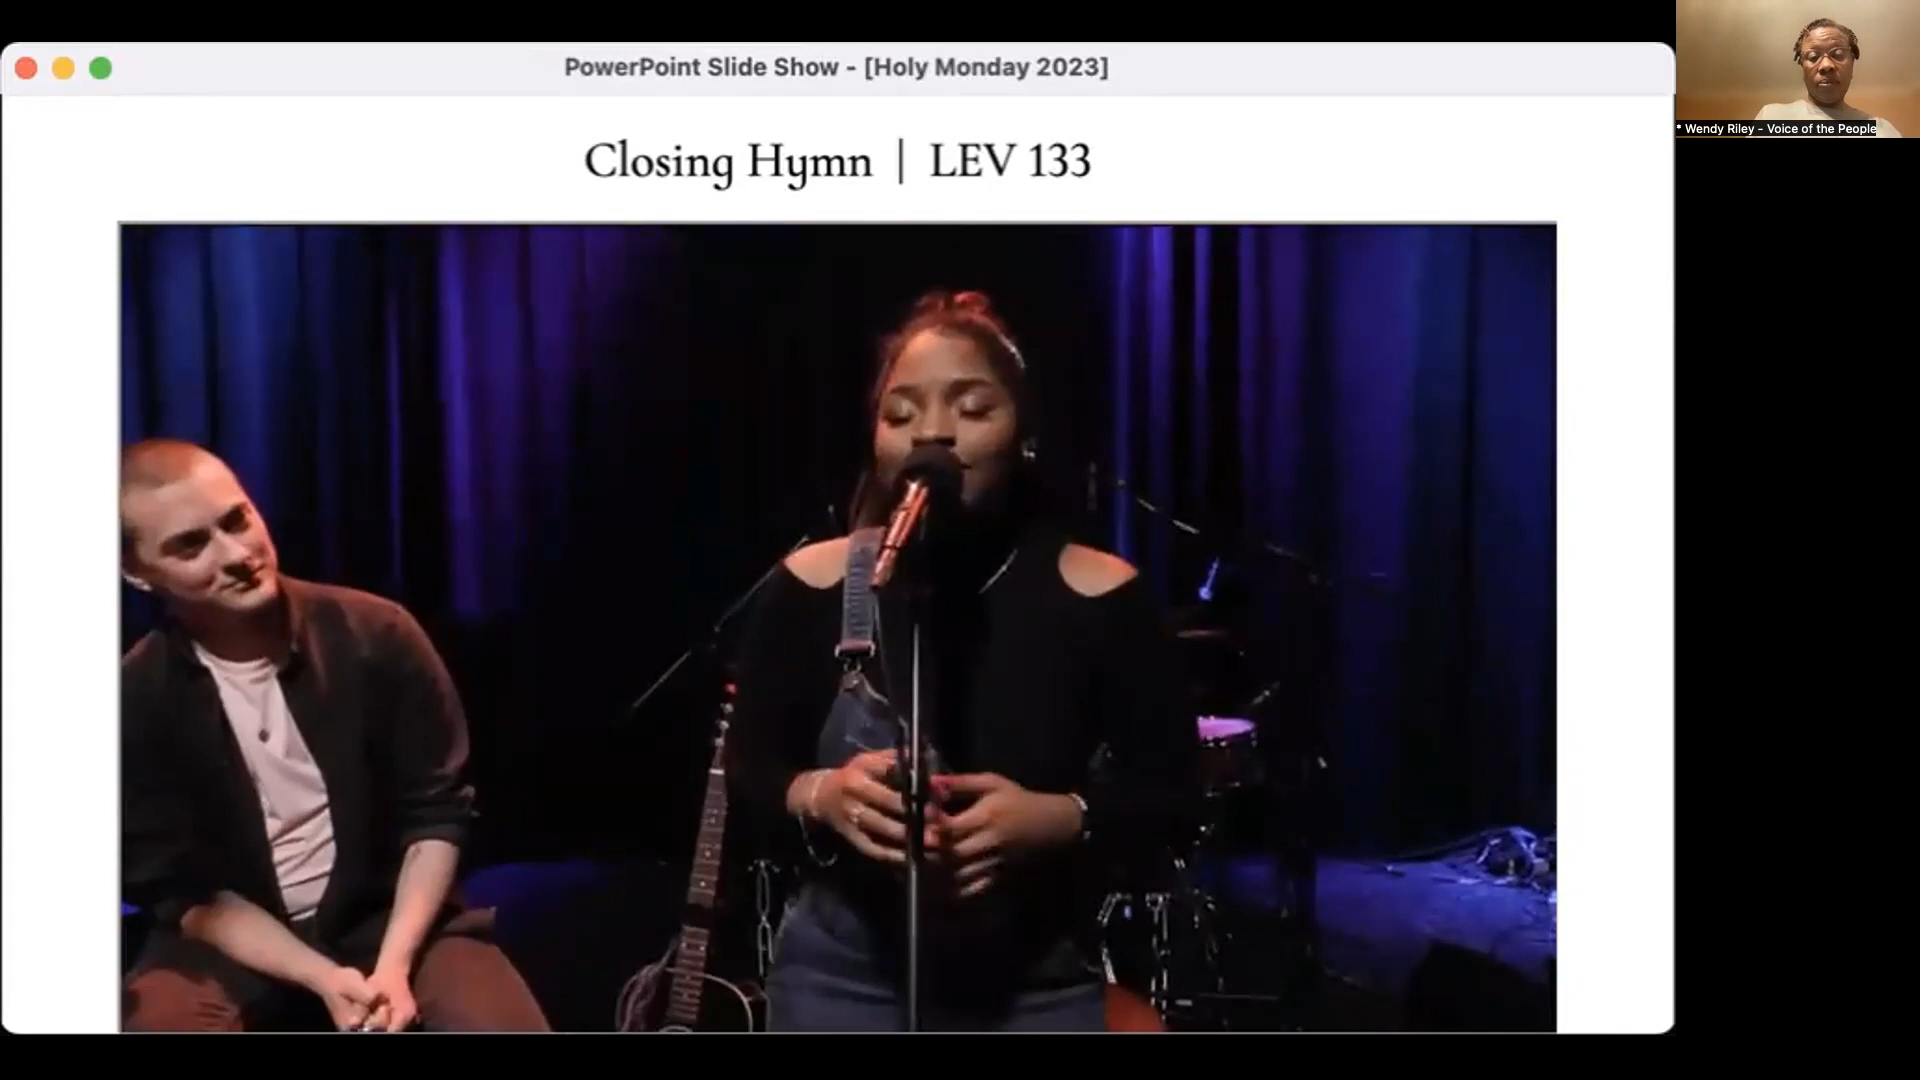 PowerPoint Slide Show - [Holy Monday 2023]
Closing Hymn | LEV 133
* Wendy Riley - Voice of the People